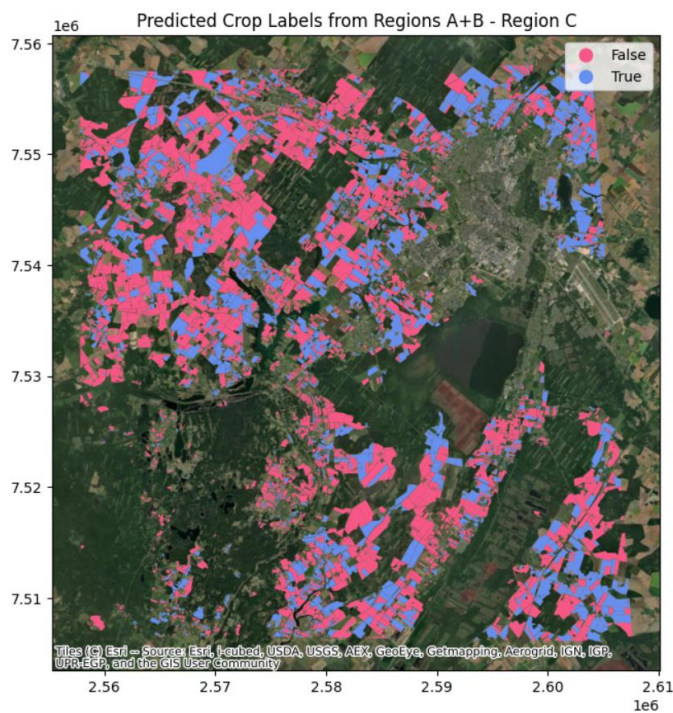 Predicted Crop Labels from Regions A+B - Region C
1e6
7.56
False
True
7.55
7.54
7.53
7.52
7.51
Tiles (C) Esri -- Source: Esri, i-cubed, USDA, USGS, AEX, GeoEye, Getmapping, Aerogrid, IGN, IGP,
UPR-EGP, and the GIS User Community
2.56 2.57 2.58 2.59 2.60 2.61
1e6